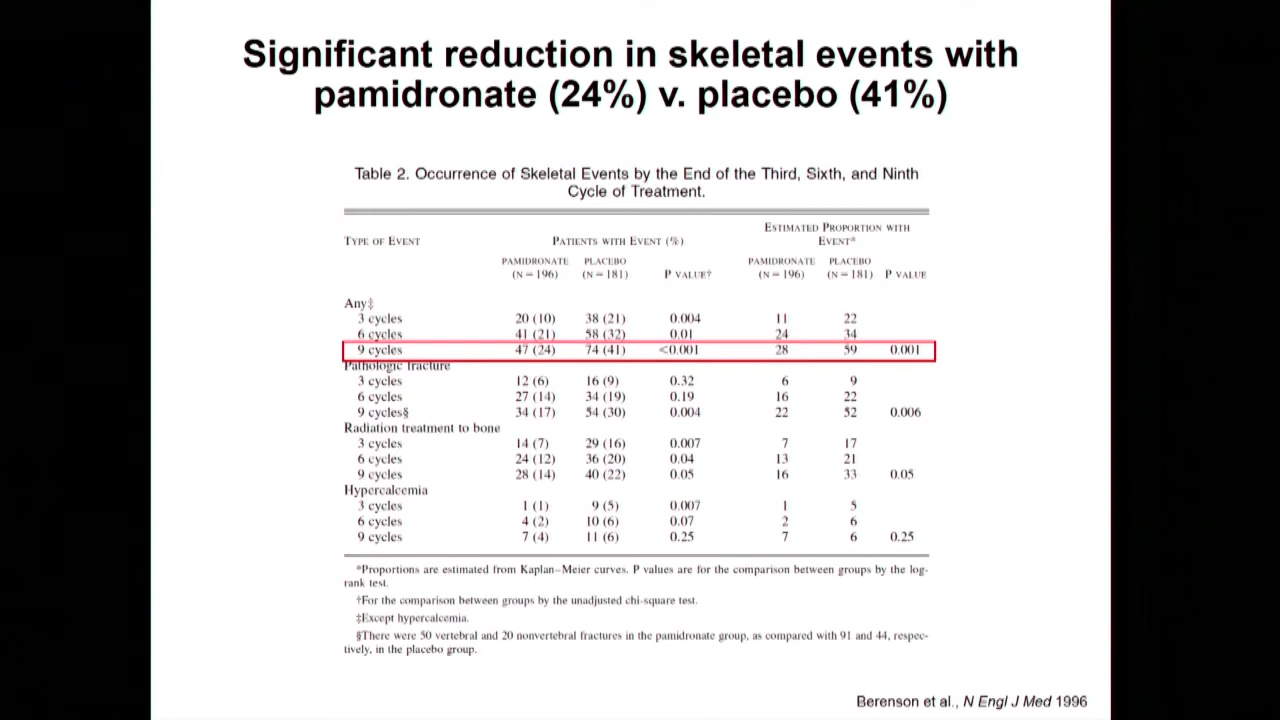 Significant reduction in skeletal events with
pamidronate (24%) v. placebo (41%)
Table 2. Occurrence of Skeletal Events by the End of the Third, Sixth, and Ninth
Cycle of Treatment.
TYPE OF EVENT PATIENTS WITH EVENT (%) ESTIMATED PROPORTION WITH
EVENT*
PAMIDRONATE PLACEBO PAMIDRONATE PLACEBO
(N = 196) (N = 181) P VALUE† (N = 196) (N = 181) P VALUE
Any‡
3 cycles 20 (10) 38 (21) 0.004 11 22
6 cycles 41 (21) 58 (32) 0.01 24 34
9 cycles 47 (24) 74 (41) <0.001 28 59 0.001
Pathologic fracture
3 cycles 12 (6) 16 (9) 0.32 6 9
6 cycles 27 (14) 34 (19) 0.19 16 22
9 cycles§ 34 (17) 54 (30) 0.004 22 52 0.006
Radiation treatment to bone
3 cycles 14 (7) 29 (16) 0.007 7 17
6 cycles 24 (12) 36 (20) 0.04 13 21
9 cycles 28 (14) 40 (22) 0.05 16 33 0.05
Hypercalcemia
3 cycles 1 (1) 9 (5) 0.007 1 5
6 cycles 4 (2) 10 (6) 0.07 2 6
9 cycles 7 (4) 11 (6) 0.25 7 6 0.25
*Proportions are estimated from Kaplan–Meier curves. P values are for the comparison between groups by the log-
rank test.
†For the comparison between groups by the unadjusted chi-square test.
‡Except hypercalcemia.
§There were 50 vertebral and 20 nonvertebral fractures in the pamidronate group, as compared with 91 and 44, respec-
tively, in the placebo group.
Berenson et al., N Engl J Med 1996